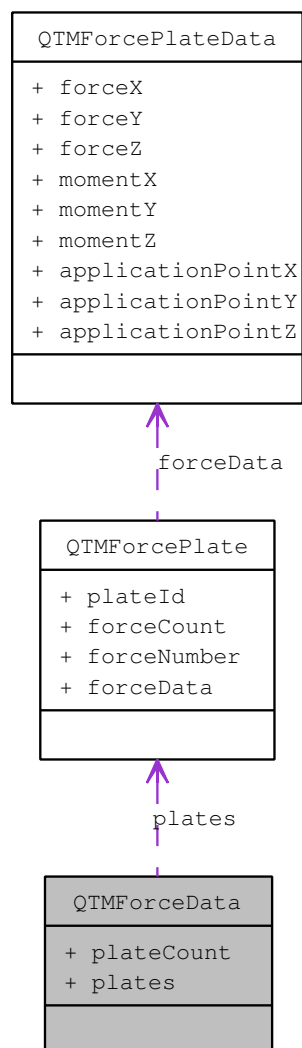 QTMForcePlateData
+ forceX
+ forceY
+ forceZ
+ momentX
+ momentY
+ momentZ
+ applicationPointX
+ applicationPointY
+ applicationPointZ
forceData
QTMForcePlate
+ plateId
+ forceCount
+ forceNumber
+ forceData
plates
QTMForceData
+ plateCount
+ plates